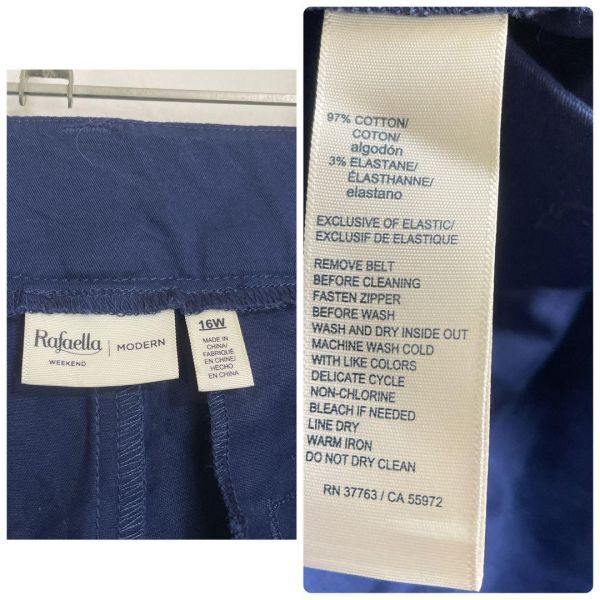 Rafaella | MODERN
WEEKEND
16W
MADE IN
CHINA/
FABRIQUÉ
EN CHINE/
HECHO
EN CHINA
97% COTTON/
COTON/
algodón
3% ELASTANE/
ÉLASTHANNE/
elastano
EXCLUSIVE OF ELASTIC/
EXCLUSIF DE ELASTIQUE
REMOVE BELT
BEFORE CLEANING
FASTEN ZIPPER
BEFORE WASH
WASH AND DRY INSIDE OUT
MACHINE WASH COLD
WITH LIKE COLORS
DELICATE CYCLE
NON-CHLORINE
BLEACH IF NEEDED
LINE DRY
WARM IRON
DO NOT DRY CLEAN
RN 37763 / CA 55972